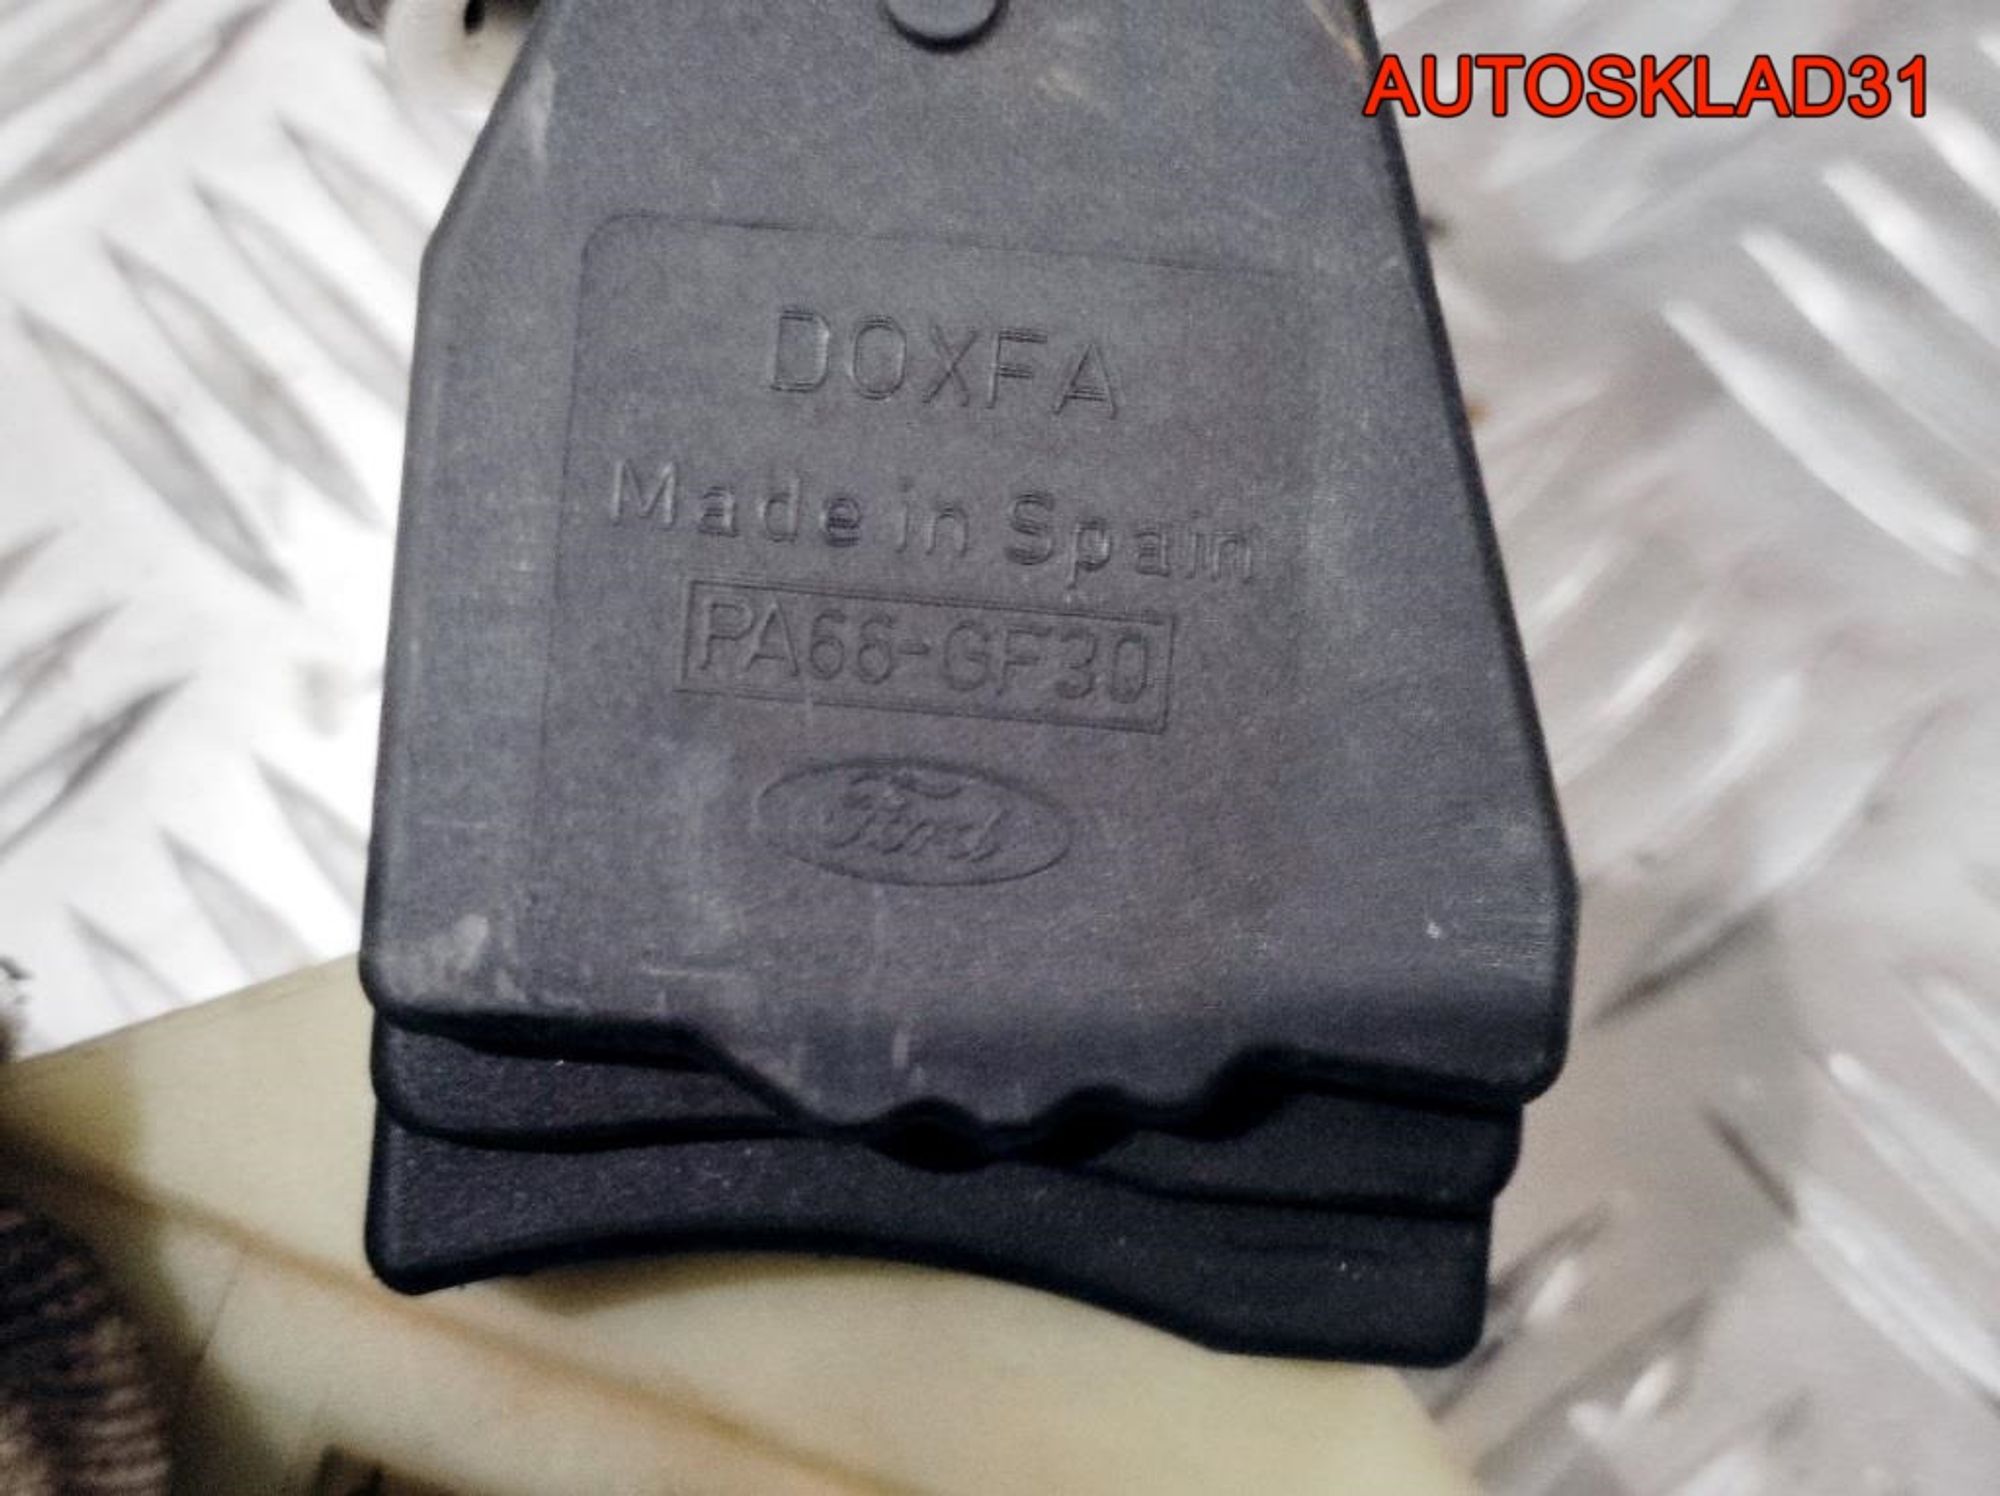 AUTOSKLAD31
DOXFA
Made in Spain
PA66-GF30
Ford